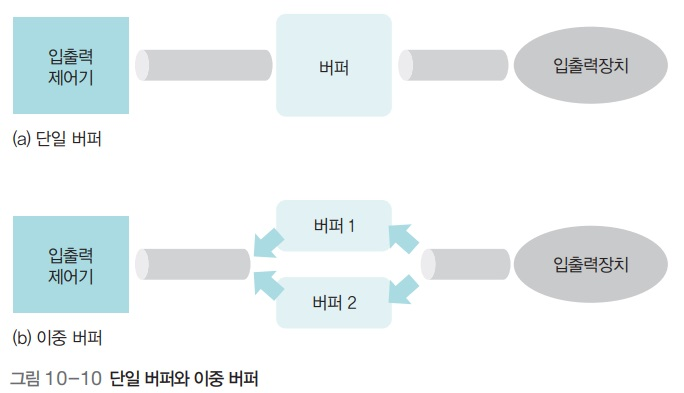 입출력
제어기
버퍼
입출력장치
(a) 단일 버퍼
입출력
제어기
버퍼 1
버퍼 2
입출력장치
(b) 이중 버퍼
그림 10-10 단일 버퍼와 이중 버퍼